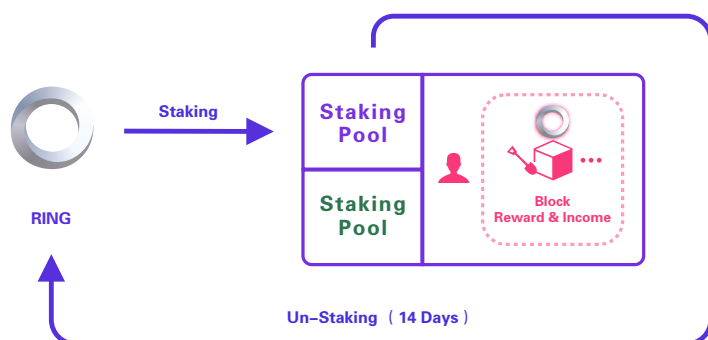 Staking
Staking
Pool
Staking
Pool
Block
Reward & Income
RING
Un-Staking ( 14 Days )